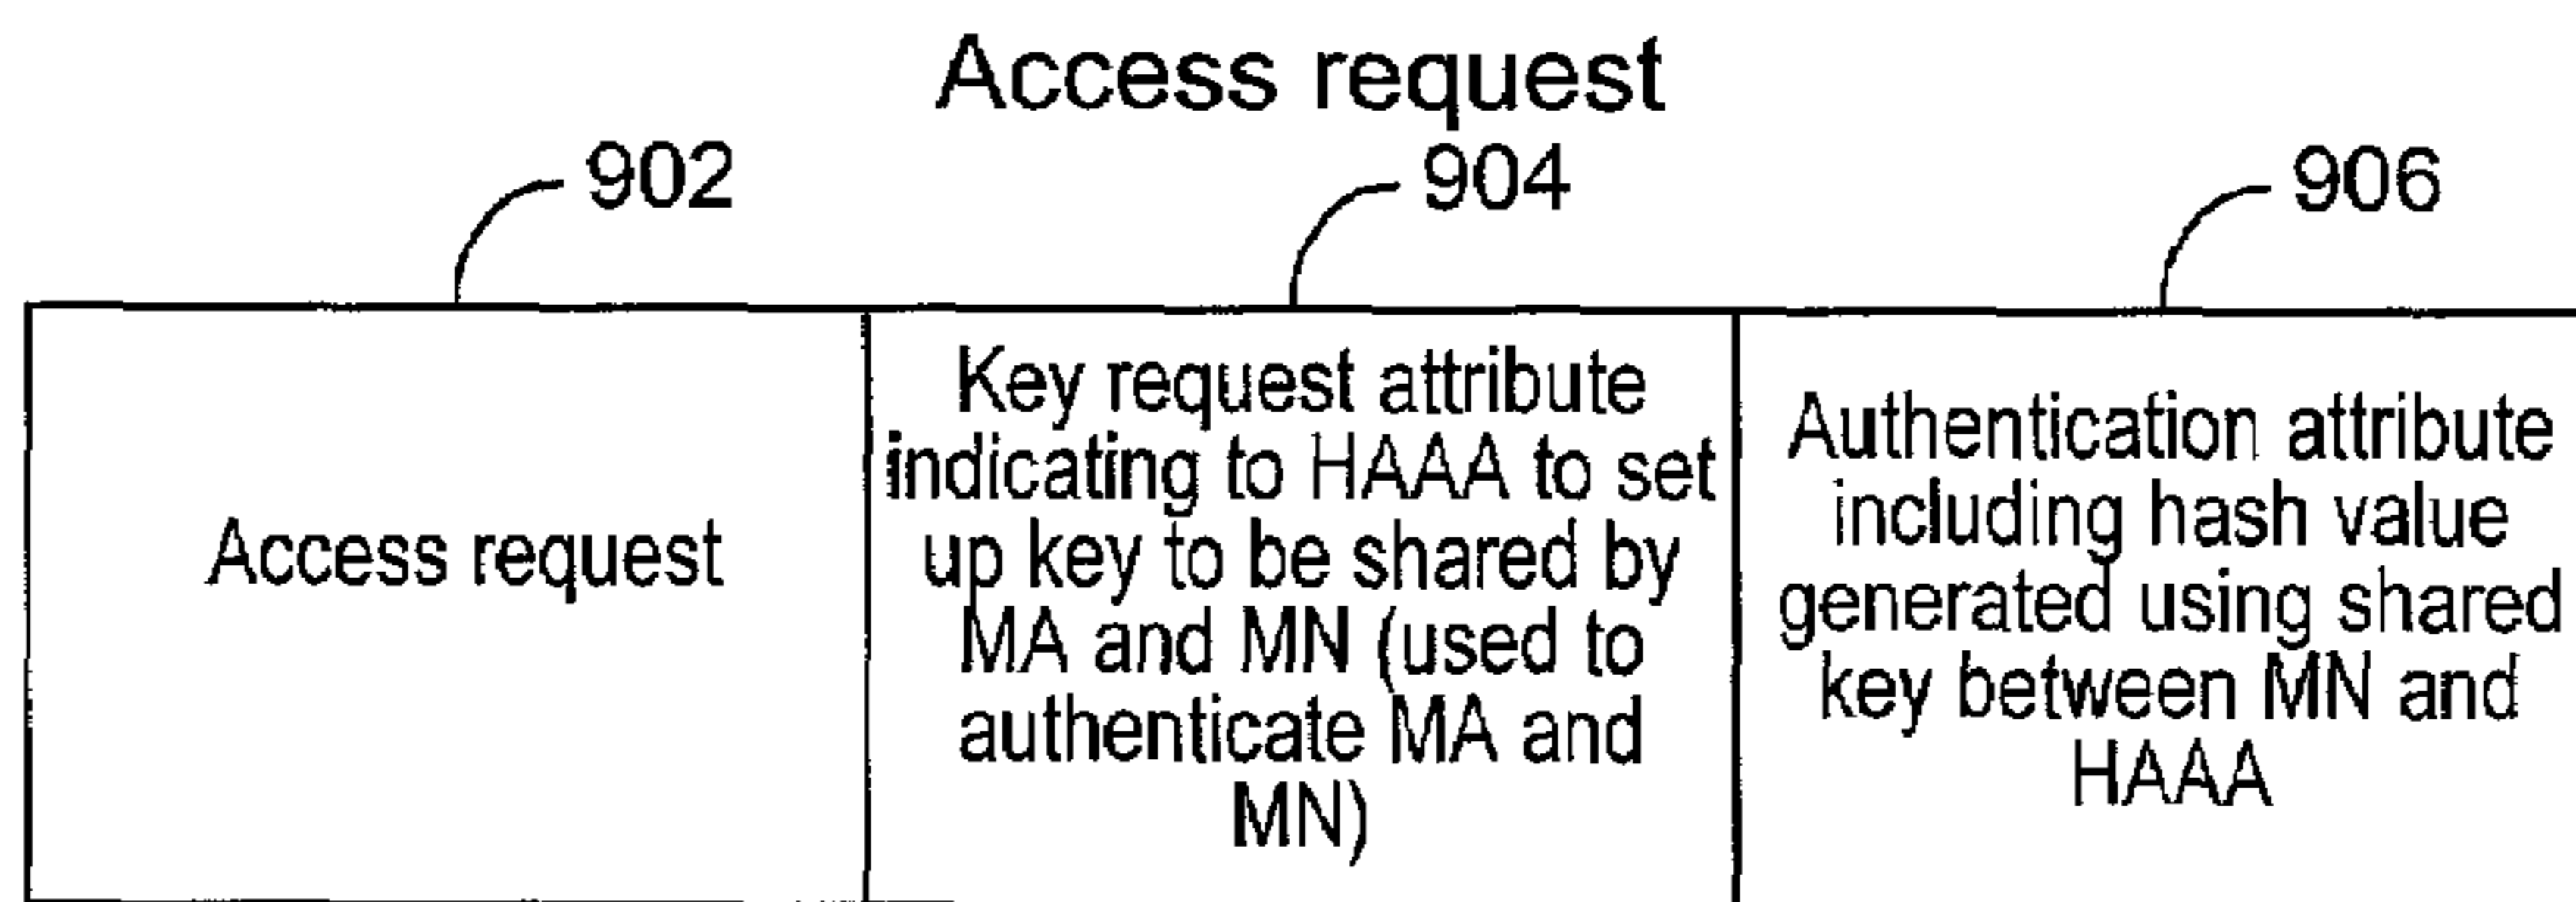 Access request
902
904
906
Access request
Key request attribute
indicating to HAAA to set
up key to be shared by
MA and MN (used to
authenticate MA and
MN)
Authentication attribute
including hash value
generated using shared
key between MN and
HAAA